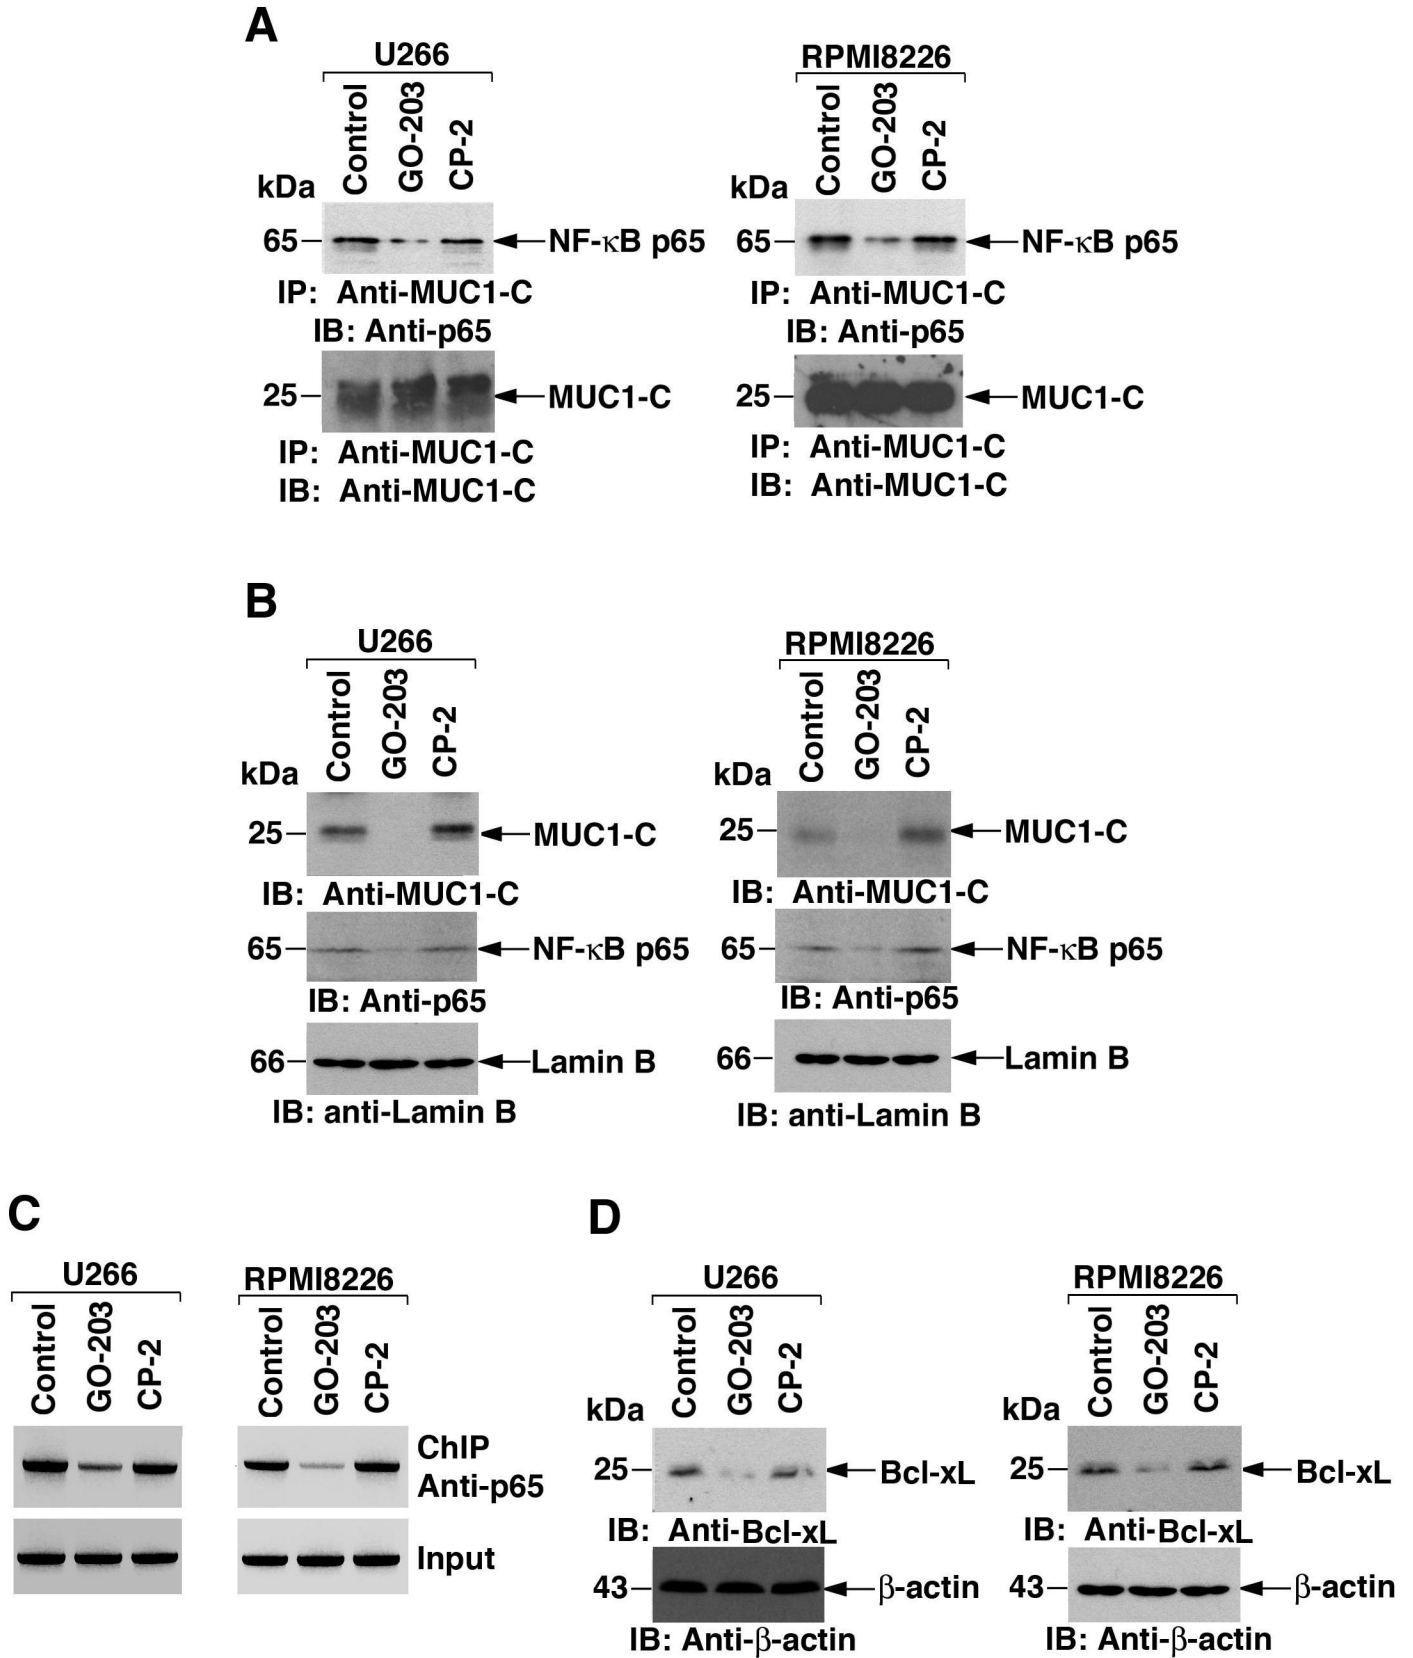 A
U266
Control
GO-203
CP-2
kDa
65
NF-κB p65
IP: Anti-MUC1-C
IB: Anti-p65
25
MUC1-C
IP: Anti-MUC1-C
IB: Anti-MUC1-C
RPMI8226
Control
GO-203
CP-2
kDa
65
NF-κB p65
IP: Anti-MUC1-C
IB: Anti-p65
25
MUC1-C
IP: Anti-MUC1-C
IB: Anti-MUC1-C
B
U266
Control
GO-203
CP-2
kDa
25
MUC1-C
IB: Anti-MUC1-C
65
NF-κB p65
IB: Anti-p65
66
Lamin B
IB: anti-Lamin B
RPMI8226
Control
GO-203
CP-2
kDa
25
MUC1-C
IB: Anti-MUC1-C
65
NF-κB p65
IB: Anti-p65
66
Lamin B
IB: anti-Lamin B
C
U266
Control
GO-203
CP-2
RPMI8226
Control
GO-203
CP-2
ChIP
Anti-p65
Input
D
U266
Control
GO-203
CP-2
kDa
25
Bcl-xL
IB: Anti-Bcl-xL
43
β-actin
IB: Anti-β-actin
RPMI8226
Control
GO-203
CP-2
kDa
25
Bcl-xL
IB: Anti-Bcl-xL
43
β-actin
IB: Anti-β-actin